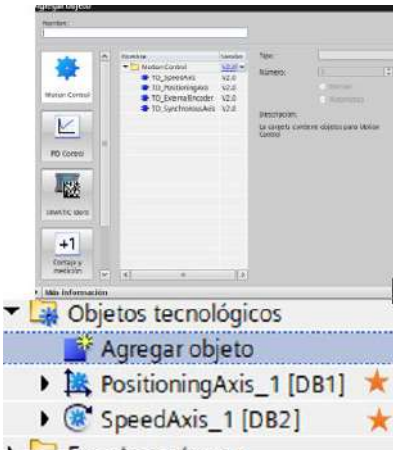 Agregar objeto
Nombre:
Nombre Versión
Motion Control V2.0
TO_SpeedAxis V2.0
TO_PositioningAxis V2.0
TO_ExternalEncoder V2.0
TO_SynchronousAxis V2.0
Tipo:
Número:
Manual
Automático
Descripción:
La carpeta contiene objetos para Motion
Control
Motion Control
PID Control
SIMATIC Ident
+1
Contaje y
medición
Más información
Objetos tecnológicos
Agregar objeto
PositioningAxis_1 [DB1]
SpeedAxis_1 [DB2]